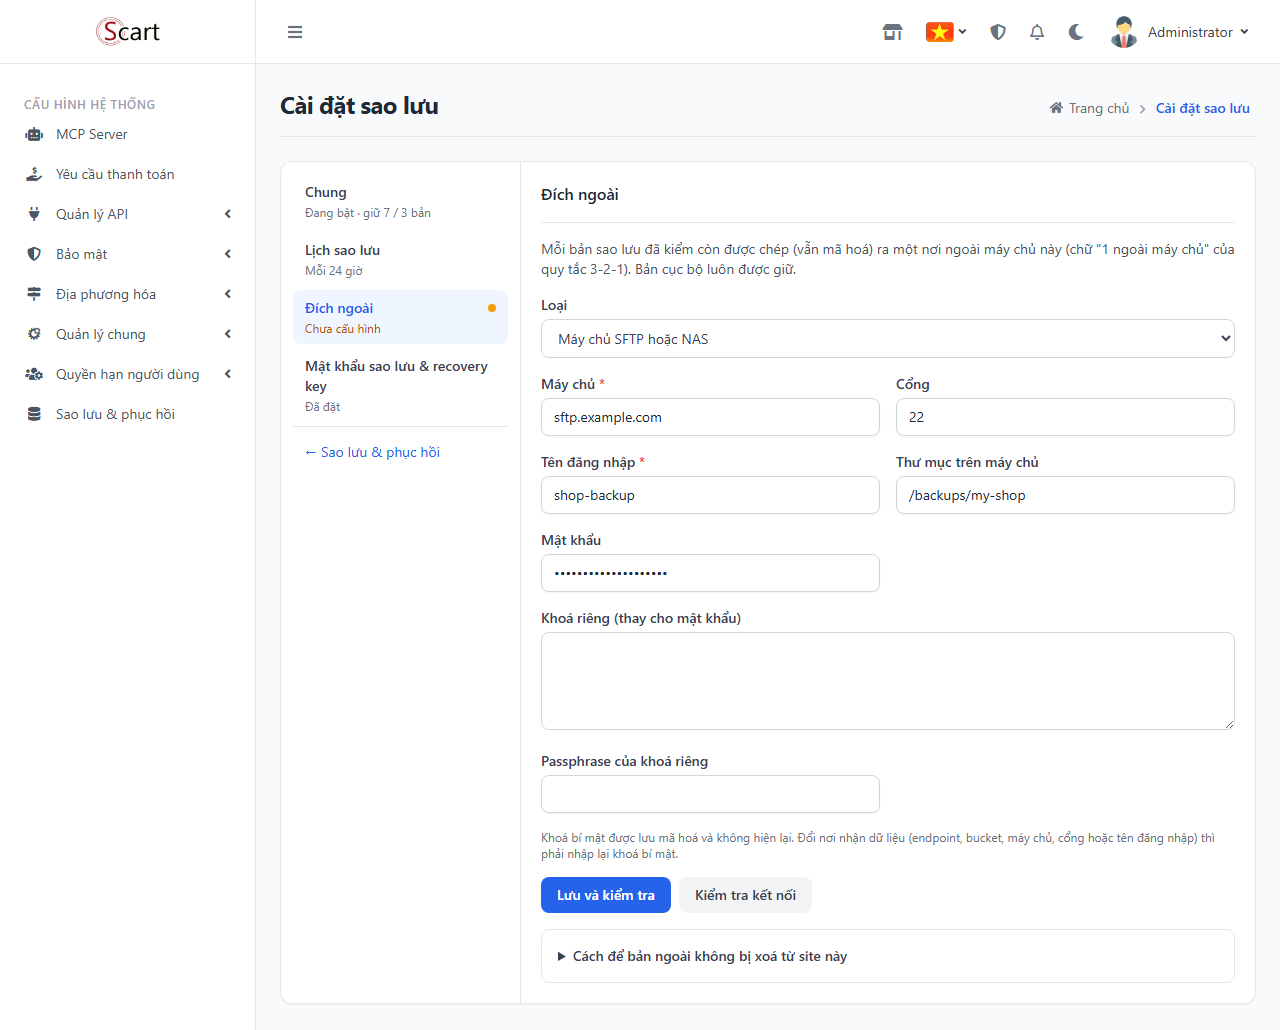 Scart
Administrator
CẤU HÌNH HỆ THỐNG
MCP Server
Yêu cầu thanh toán
Quản lý API
Bảo mật
Địa phương hóa
Quản lý chung
Quyền hạn người dùng
Sao lưu & phục hồi
Cài đặt sao lưu
Trang chủ
Cài đặt sao lưu
Chung
Đang bật · giữ 7 / 3 bản
Lịch sao lưu
Mỗi 24 giờ
Đích ngoài
Chưa cấu hình
Mật khẩu sao lưu & recovery
key
Đã đặt
← Sao lưu & phục hồi
Đích ngoài
Mỗi bản sao lưu đã kiểm còn được chép (vẫn mã hoá) ra một nơi ngoài máy chủ này (chữ "1 ngoài máy chủ" của
quy tắc 3-2-1). Bản cục bộ luôn được giữ.
Loại
Máy chủ SFTP hoặc NAS
Máy chủ *
Cổng
sftp.example.com
22
Tên đăng nhập *
Thư mục trên máy chủ
shop-backup
/backups/my-shop
Mật khẩu
••••••••••••••••••••
Khoá riêng (thay cho mật khẩu)
Passphrase của khoá riêng
Khoá bí mật được lưu mã hoá và không hiện lại. Đổi nơi nhận dữ liệu (endpoint, bucket, máy chủ, cổng hoặc tên đăng nhập) thì
phải nhập lại khoá bí mật.
Lưu và kiểm tra
Kiểm tra kết nối
Cách để bản ngoài không bị xoá từ site này